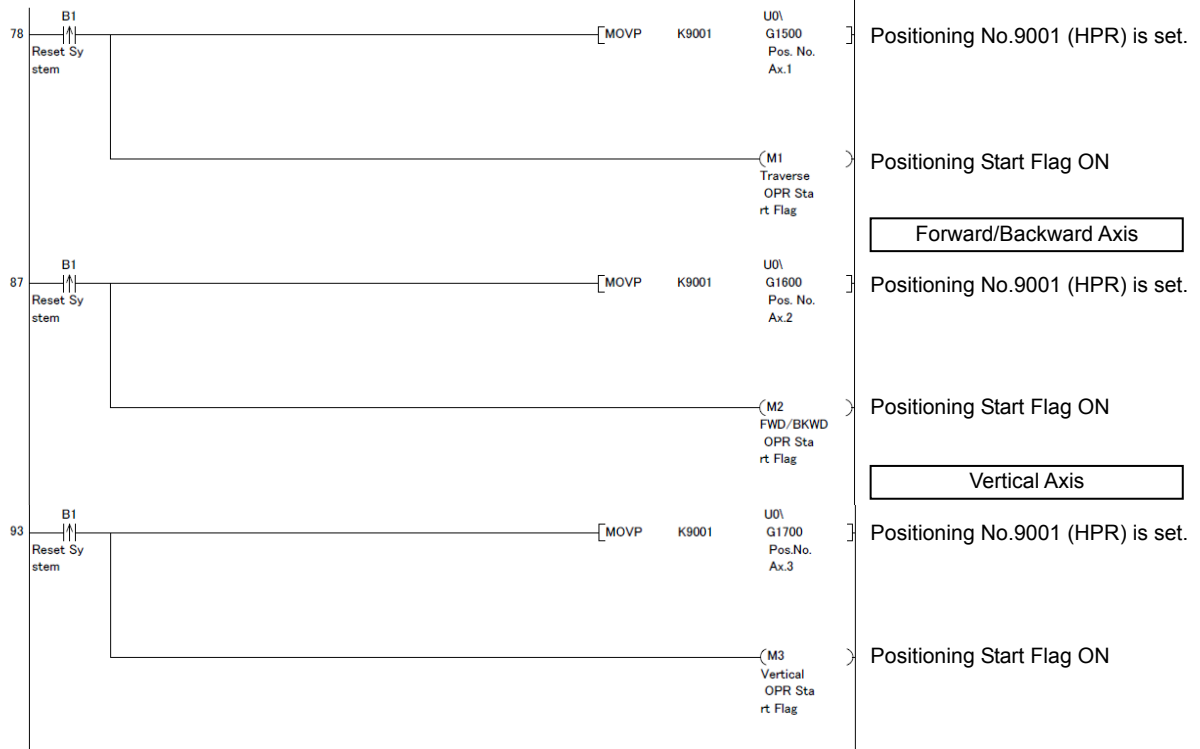 B1
U0\
78
[MOVP K9001 G1500 ]
Positioning No.9001 (HPR) is set.
Reset Sy
stem
Pos. No.
Ax.1
(M1 )
Positioning Start Flag ON
Traverse
OPR Sta
rt Flag
Forward/Backward Axis
B1
U0\
87
[MOVP K9001 G1600 ]
Positioning No.9001 (HPR) is set.
Reset Sy
stem
Pos. No.
Ax.2
(M2 )
Positioning Start Flag ON
FWD/BKWD
OPR Sta
rt Flag
Vertical Axis
B1
U0\
93
[MOVP K9001 G1700 ]
Positioning No.9001 (HPR) is set.
Reset Sy
stem
Pos.No.
Ax.3
(M3 )
Positioning Start Flag ON
Vertical
OPR Sta
rt Flag